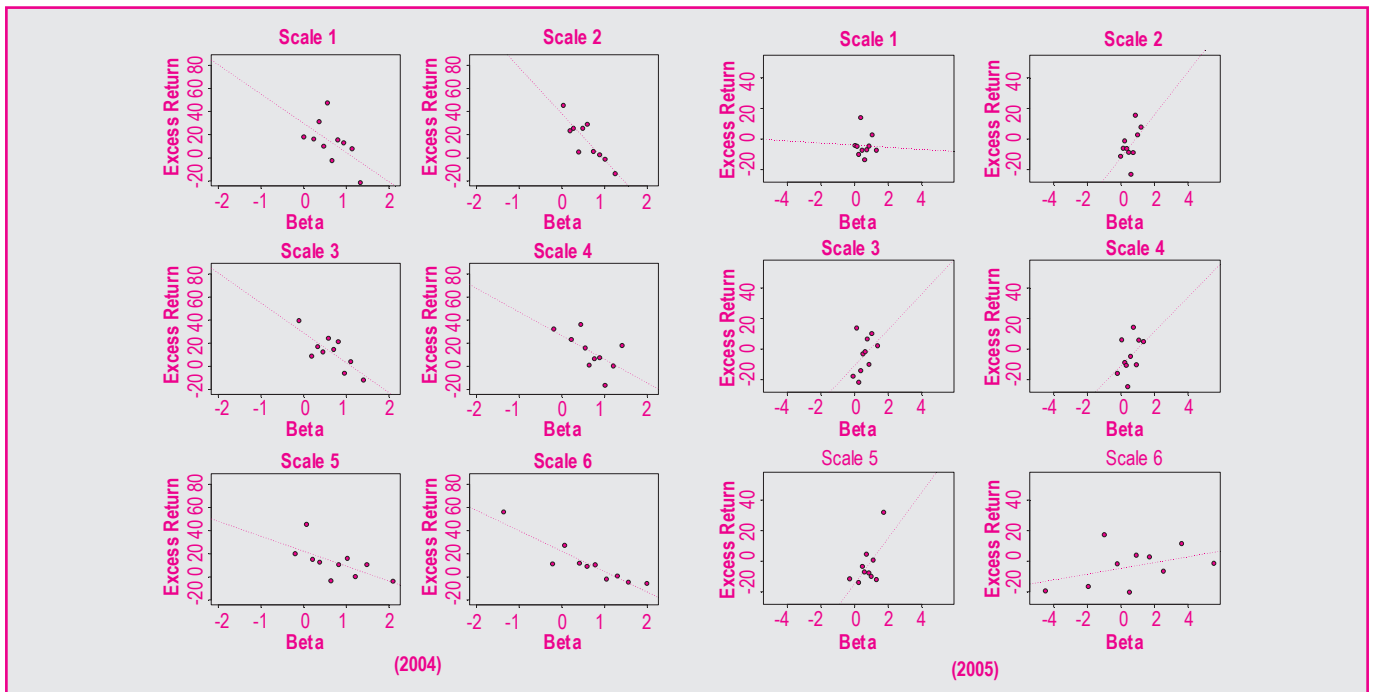 Scale 1
Excess Return
-20 0 20 40 60 80
-2 -1 0 1 2
Beta
Scale 2
Excess Return
-20 0 20 40 60 80
-2 -1 0 1 2
Beta
Scale 3
Excess Return
-20 0 20 40 60 80
-2 -1 0 1 2
Beta
Scale 4
Excess Return
-20 0 20 40 60 80
-2 -1 0 1 2
Beta
Scale 5
Excess Return
-20 0 20 40 60 80
-2 -1 0 1 2
Beta
Scale 6
Excess Return
-20 0 20 40 60 80
-2 -1 0 1 2
Beta
(2004)
Scale 1
Excess Return
-20 0 20 40
-4 -2 0 2 4
Beta
Scale 2
Excess Return
-20 0 20 40
-4 -2 0 2 4
Beta
Scale 3
Excess Return
-20 0 20 40
-4 -2 0 2 4
Beta
Scale 4
Excess Return
-20 0 20 40
-4 -2 0 2 4
Beta
Scale 5
Excess Return
-20 0 20 40
-4 -2 0 2 4
Beta
Scale 6
Excess Return
-20 0 20 40
-4 -2 0 2 4
Beta
(2005)